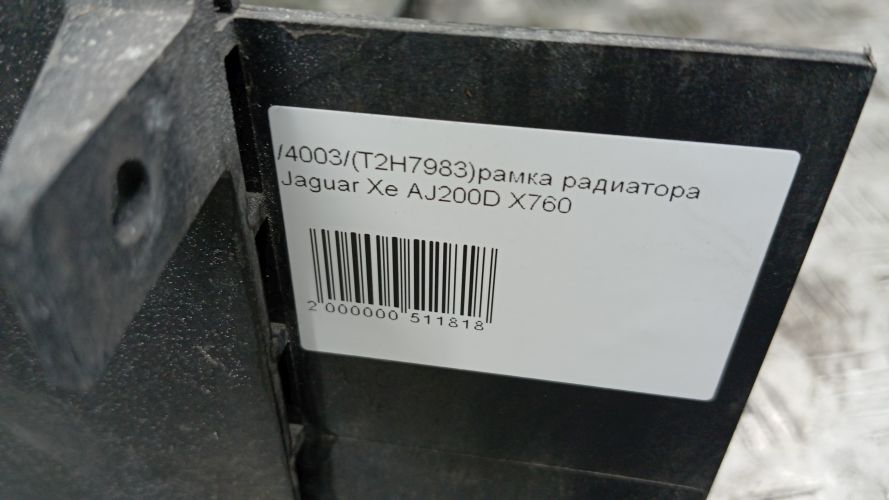 /4003/(T2H7983)рамка радиатора
Jaguar Xe AJ200D X760
2 000000 511818